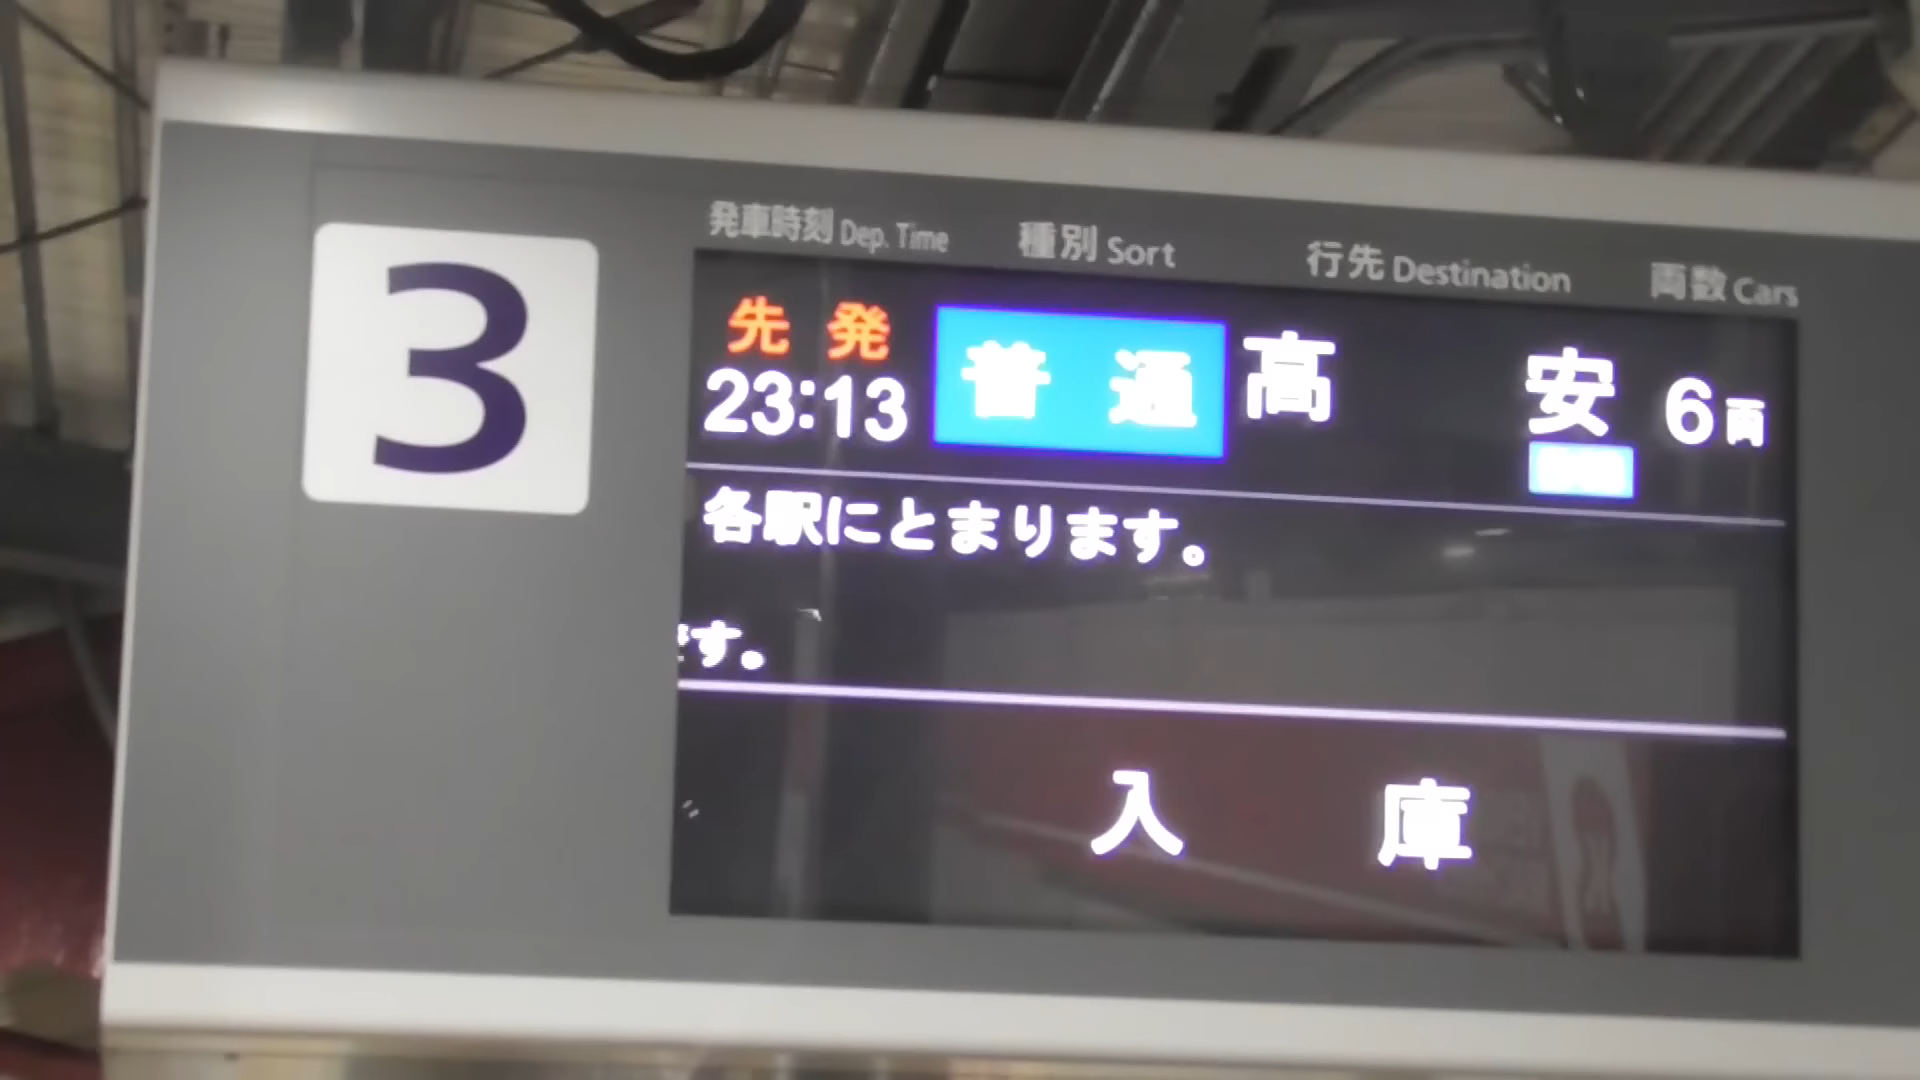 3
発車時刻 Dep. Time 種別 Sort 行先 Destination 両数 Cars
先発
23:13 普通 高安 6両
各駅にとまります。
です。
入庫